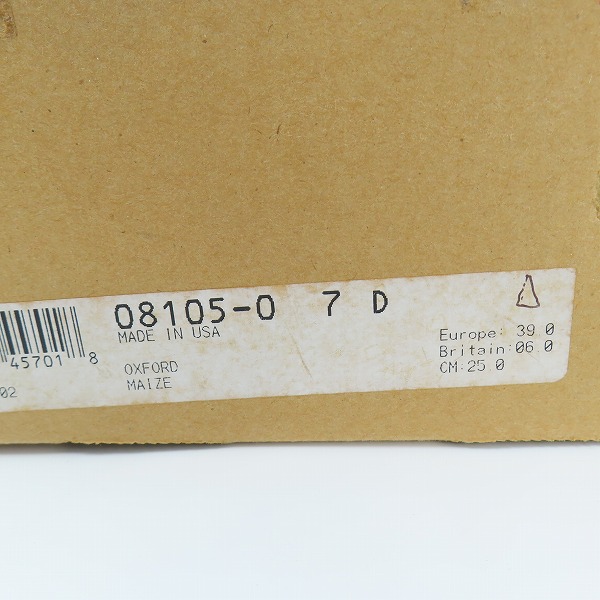 08105-0 7 D
MADE IN USA
45701 8
02
OXFORD
MAIZE
Europe: 39.0
Britain:06.0
CM:25.0